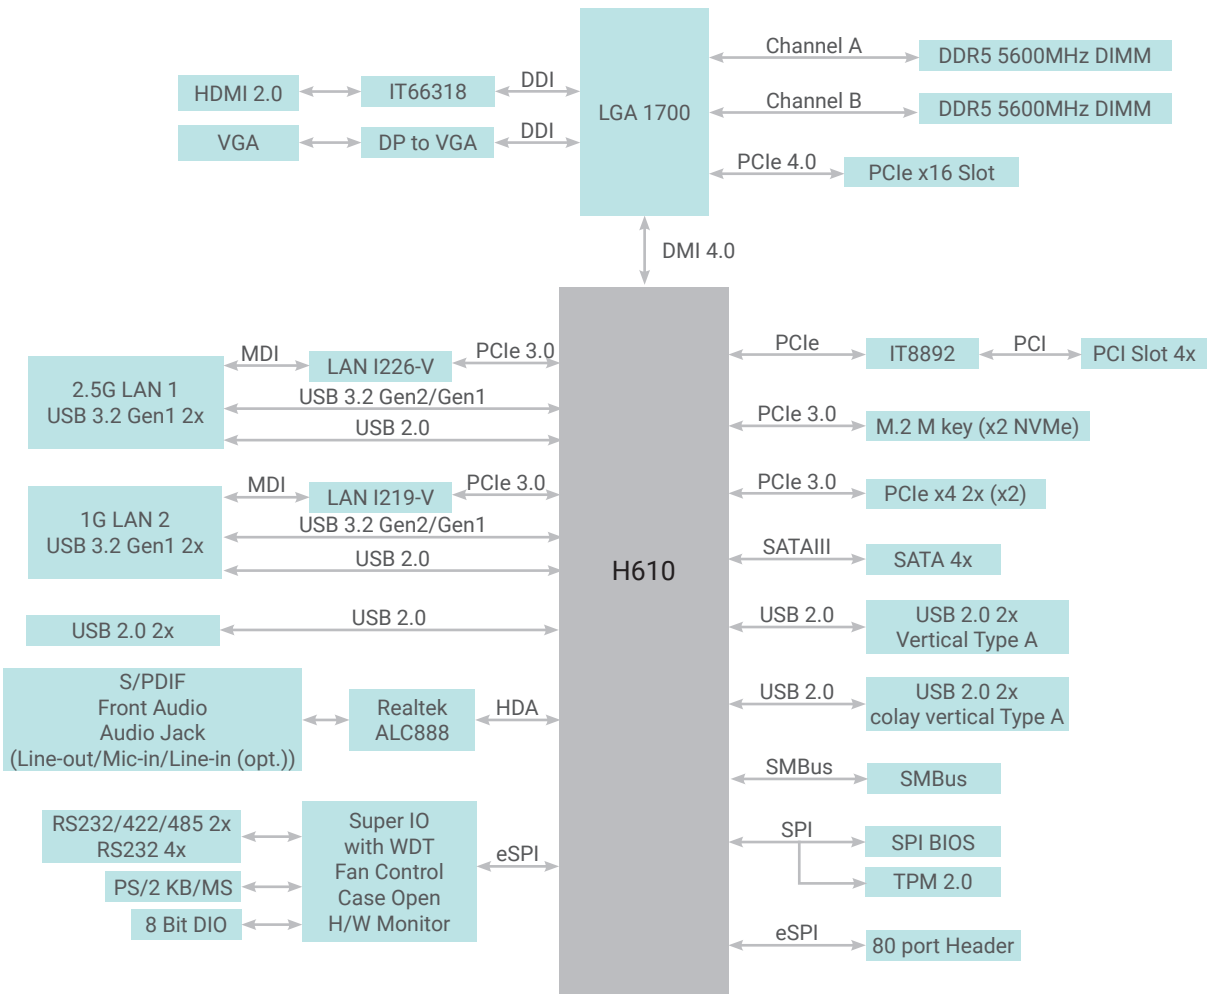 Channel A
DDR5 5600MHz DIMM
HDMI 2.0
IT66318
DDI
LGA 1700
Channel B
DDR5 5600MHz DIMM
VGA
DP to VGA
DDI
PCIe 4.0
PCIe x16 Slot
DMI 4.0
H610
2.5G LAN 1
USB 3.2 Gen1 2x
MDI
LAN I226-V
PCIe 3.0
USB 3.2 Gen2/Gen1
USB 2.0
1G LAN 2
USB 3.2 Gen1 2x
MDI
LAN I219-V
PCIe 3.0
USB 3.2 Gen2/Gen1
USB 2.0
USB 2.0 2x
USB 2.0
S/PDIF
Front Audio
Audio Jack
(Line-out/Mic-in/Line-in (opt.))
Realtek
ALC888
HDA
RS232/422/485 2x
RS232 4x
PS/2 KB/MS
8 Bit DIO
Super IO
with WDT
Fan Control
Case Open
H/W Monitor
eSPI
PCIe
IT8892
PCI
PCI Slot 4x
PCIe 3.0
M.2 M key (x2 NVMe)
PCIe 3.0
PCIe x4 2x (x2)
SATAIII
SATA 4x
USB 2.0
USB 2.0 2x
Vertical Type A
USB 2.0
USB 2.0 2x
colay vertical Type A
SMBus
SMBus
SPI
SPI BIOS
TPM 2.0
eSPI
80 port Header